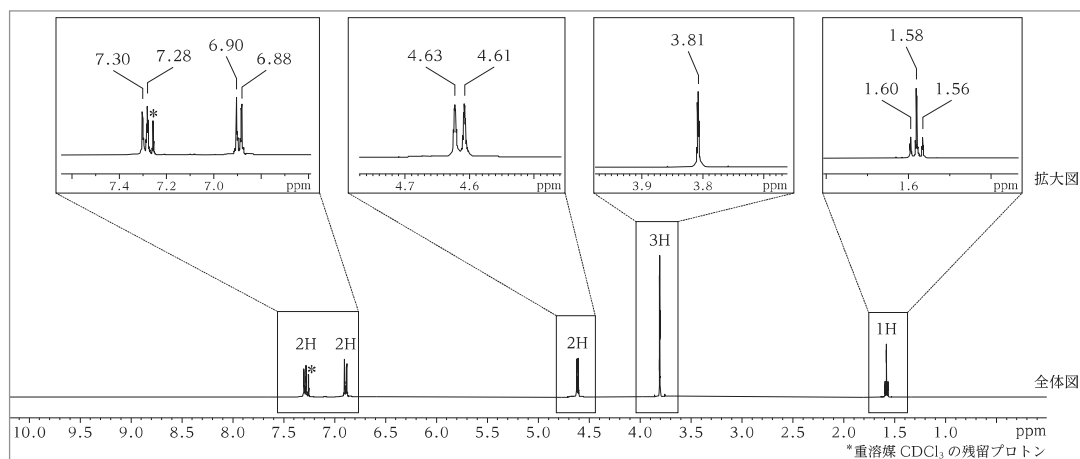 7.30
7.28
*
6.90
6.88
7.4 7.2 7.0 ppm
4.63 4.61
4.7 4.6 ppm
3.81
3.9 3.8 ppm
1.58
1.60 1.56
1.6 ppm
拡大図
2H * 2H
2H
3H
1H
全体図
10.0 9.5 9.0 8.5 8.0 7.5 7.0 6.5 6.0 5.5 5.0 4.5 4.0 3.5 3.0 2.5 2.0 1.5 1.0 ppm
*重溶媒 CDCl₃ の残留プロトン